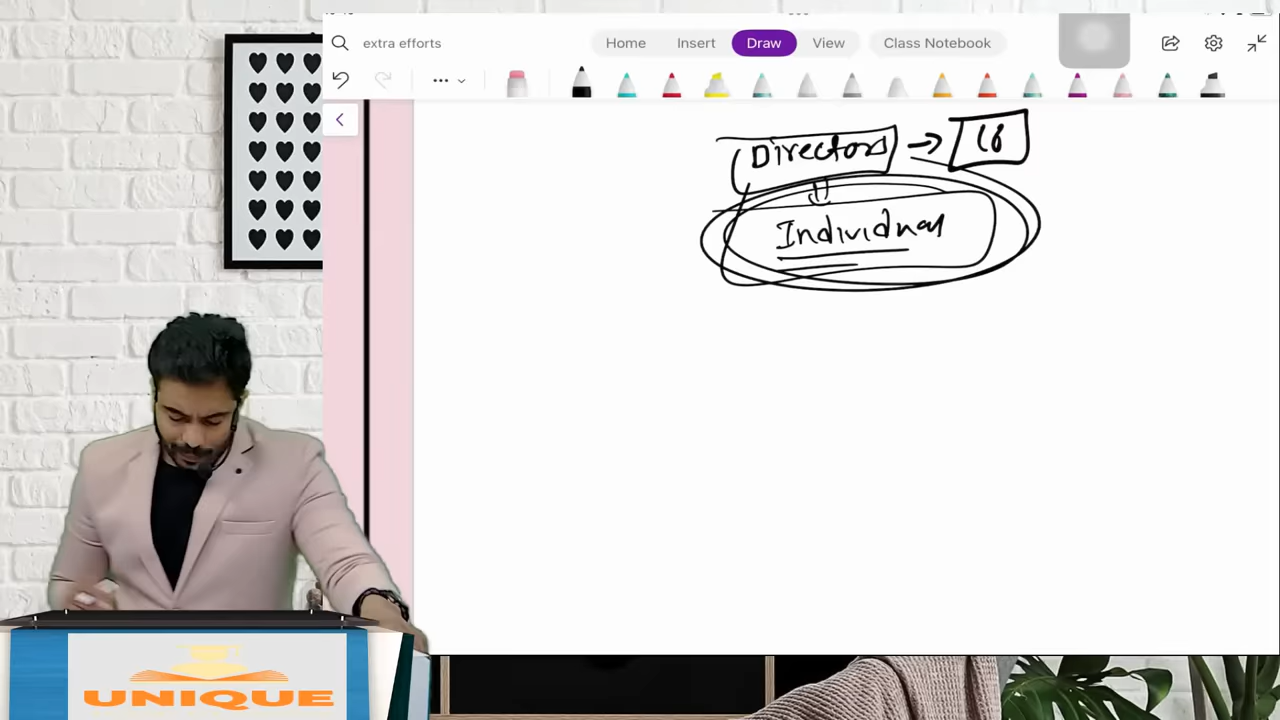 extra efforts
Home Insert Draw View Class Notebook
Directors → 18
Individual
UNIQUE